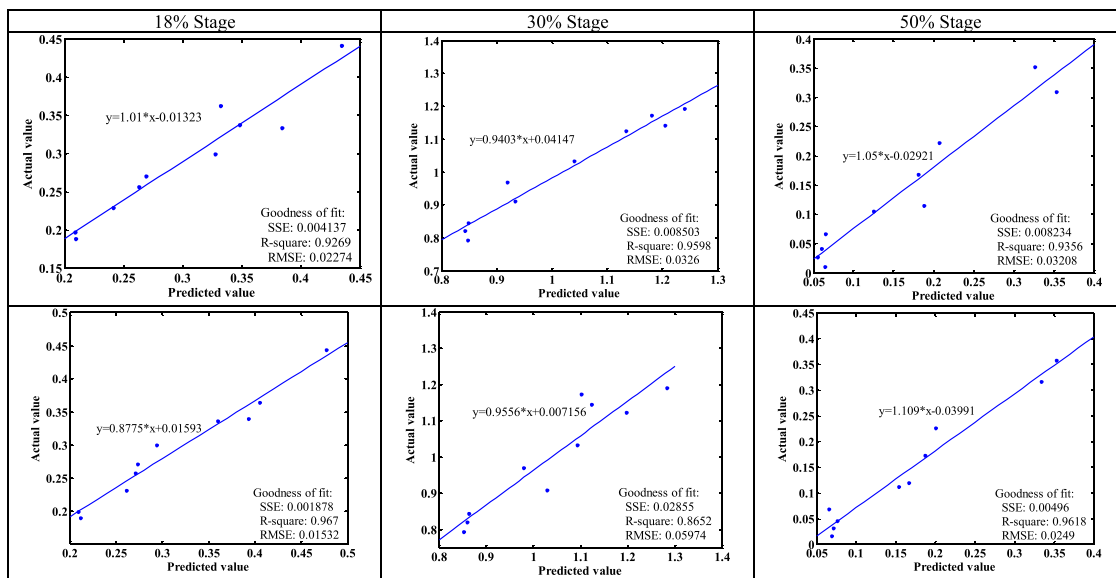 18% Stage
30% Stage
50% Stage
0.45
0.4
0.35
0.3
0.25
0.2
0.15
Actual value
y=1.01*x-0.01323
Goodness of fit:
SSE: 0.004137
R-square: 0.9269
RMSE: 0.02274
0.2 0.25 0.3 0.35 0.4 0.45
Predicted value
1.4
1.3
1.2
1.1
1
0.9
0.8
0.7
Actual value
y=0.9403*x+0.04147
Goodness of fit:
SSE: 0.008503
R-square: 0.9598
RMSE: 0.0326
0.8 0.9 1 1.1 1.2 1.3
Predicted value
0.4
0.35
0.3
0.25
0.2
0.15
0.1
0.05
0
Actual value
y=1.05*x-0.02921
Goodness of fit:
SSE: 0.008234
R-square: 0.9356
RMSE: 0.03208
0.05 0.1 0.15 0.2 0.25 0.3 0.35 0.4
Predicted value
0.5
0.45
0.4
0.35
0.3
0.25
0.2
0.15
Actual value
y=0.8775*x+0.01593
Goodness of fit:
SSE: 0.001878
R-square: 0.967
RMSE: 0.01532
0.2 0.25 0.3 0.35 0.4 0.45 0.5
Predicted value
1.4
1.3
1.2
1.1
1
0.9
0.8
Actual value
y=0.9556*x+0.007156
Goodness of fit:
SSE: 0.02855
R-square: 0.8652
RMSE: 0.05974
0.8 0.9 1 1.1 1.2 1.3 1.4
Predicted value
0.45
0.4
0.35
0.3
0.25
0.2
0.15
0.1
0.05
0
Actual value
y=1.109*x-0.03991
Goodness of fit:
SSE: 0.00496
R-square: 0.9618
RMSE: 0.0249
0.05 0.1 0.15 0.2 0.25 0.3 0.35 0.4
Predicted value